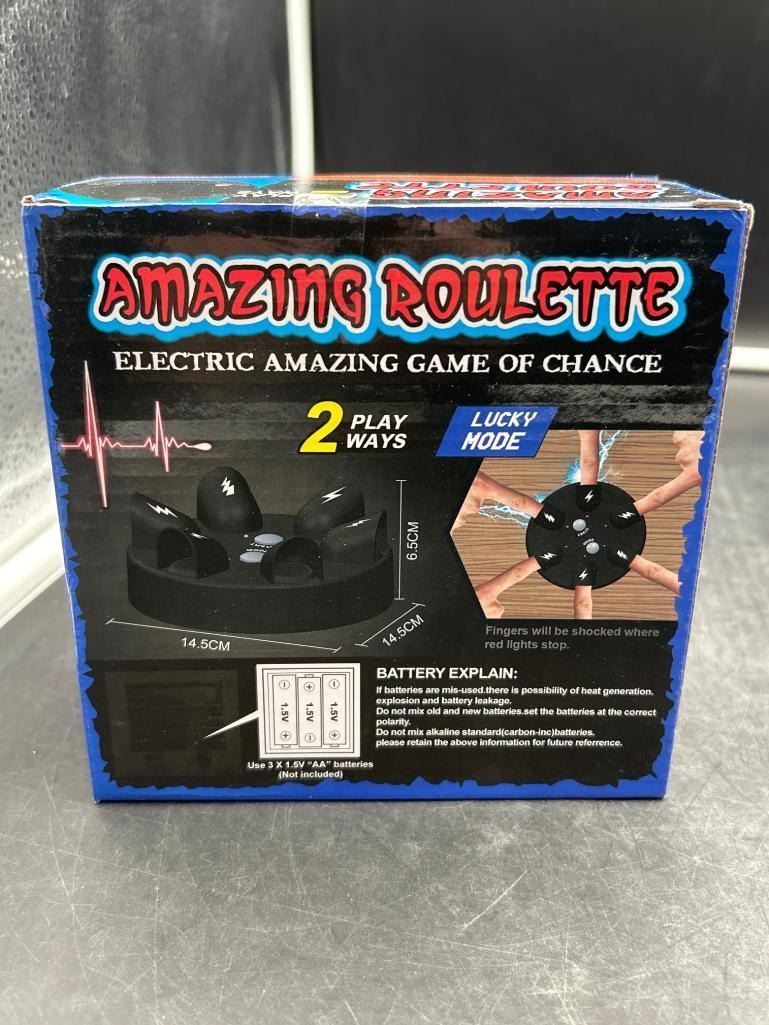 AMAZING
ROULETTE
AMAZING ROULETTE
ELECTRIC AMAZING GAME OF CHANCE
2 PLAY WAYS
LUCKY MODE
6.5CM
14.5CM
14.5CM
Fingers will be shocked where
red lights stop.
BATTERY EXPLAIN:
If batteries are mis-used.there is possibility of heat generation.
explosion and battery leakage.
Do not mix old and new batteries.set the batteries at the correct
polarity.
Do not mix alkaline standard(carbon-inc)batteries.
please retain the above information for future referrence.
1.5V
1.5V
1.5V
Use 3 X 1.5V "AA" batteries
(Not included)